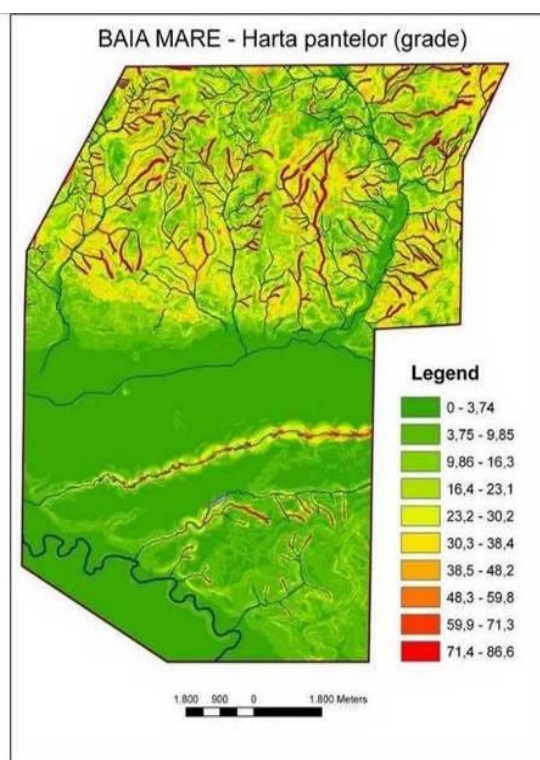 BAIA MARE - Harta pantelor (grade)
Legend
0 - 3,74
3,75 - 9,85
9,86 - 16,3
16,4 - 23,1
23,2 - 30,2
30,3 - 38,4
38,5 - 48,2
48,3 - 59,8
59,9 - 71,3
71,4 - 86,6
1.800 900 0 1.800 Meters